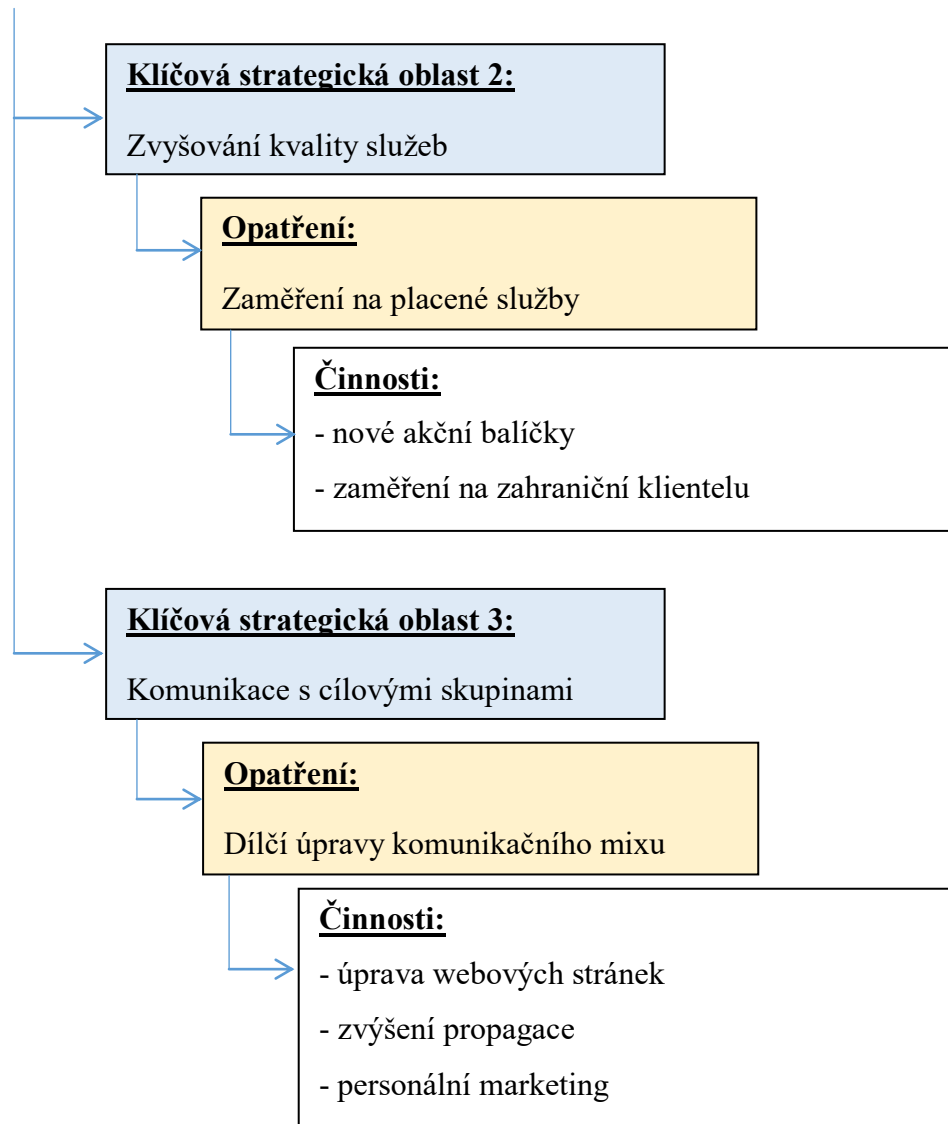 Klíčová strategická oblast 2:
Zvyšování kvality služeb
Opatření:
Zaměření na placené služby
Činnosti:
- nové akční balíčky
- zaměření na zahraniční klientelu
Klíčová strategická oblast 3:
Komunikace s cílovými skupinami
Opatření:
Dílčí úpravy komunikačního mixu
Činnosti:
- úprava webových stránek
- zvýšení propagace
- personální marketing